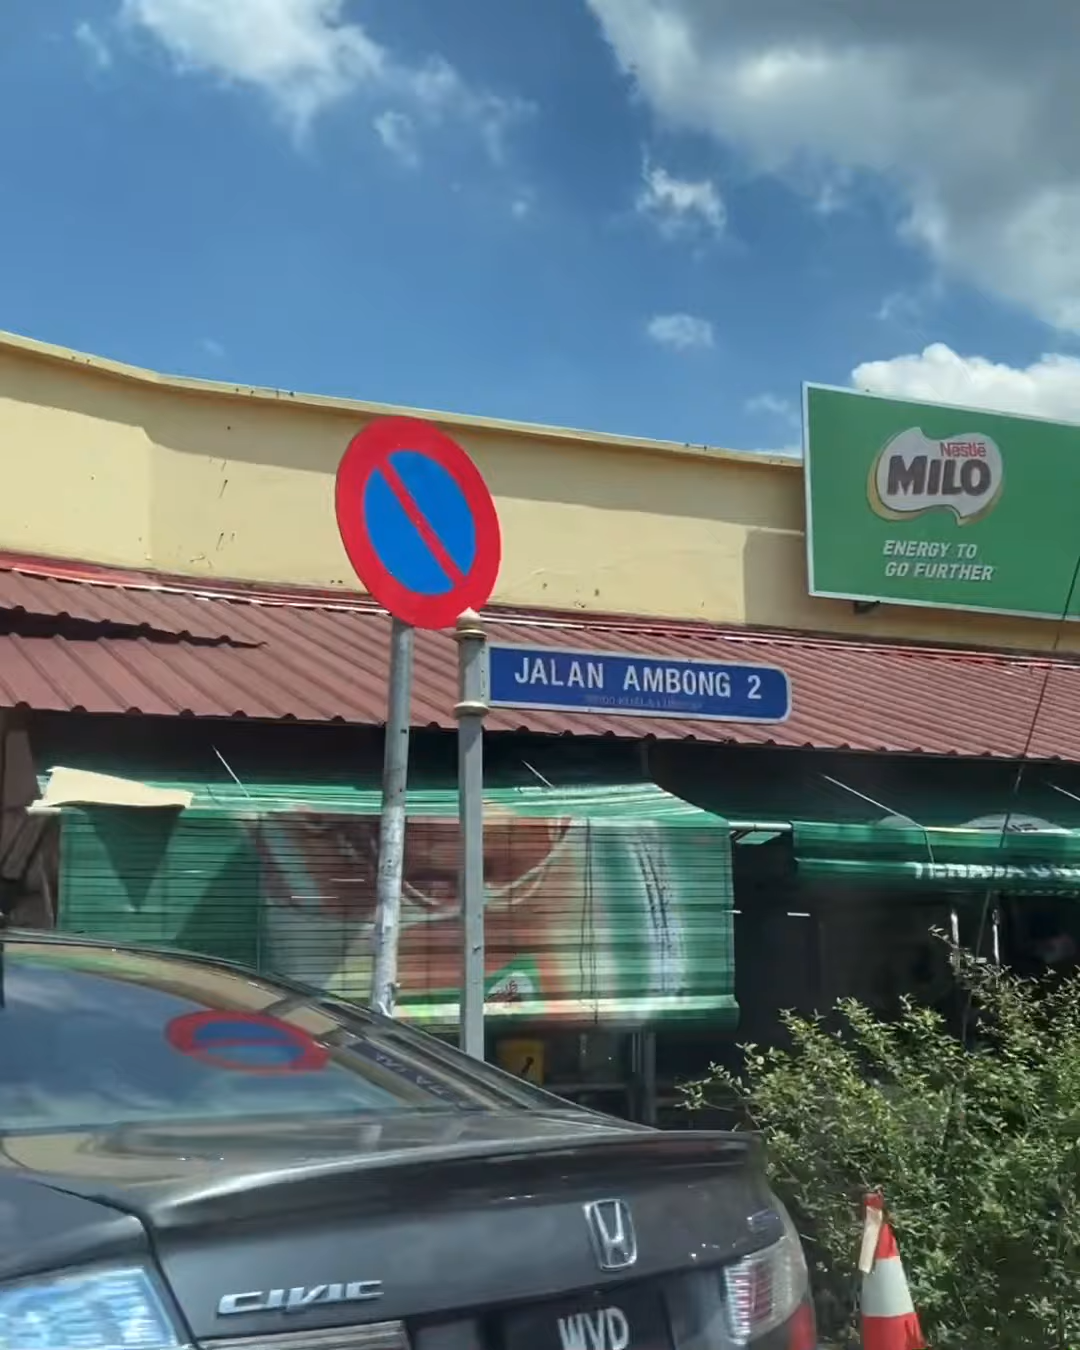 Nestlé
MILO
ENERGY TO
GO FURTHER
JALAN AMBONG 2
CIVIC
WVD